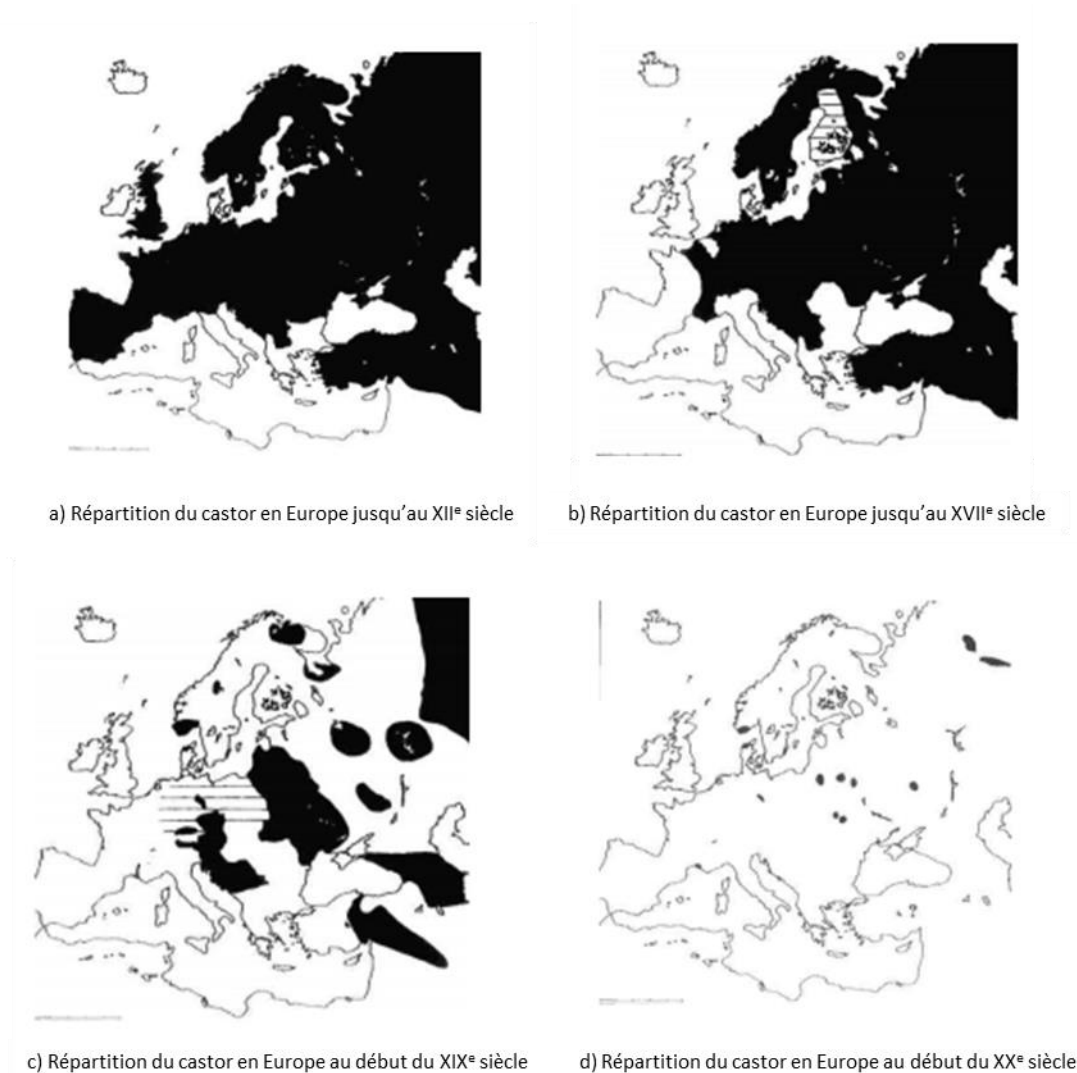 a) Répartition du castor en Europe jusqu'au XIIᵉ siècle
b) Répartition du castor en Europe jusqu'au XVIIᵉ siècle
c) Répartition du castor en Europe au début du XIXᵉ siècle
d) Répartition du castor en Europe au début du XXᵉ siècle